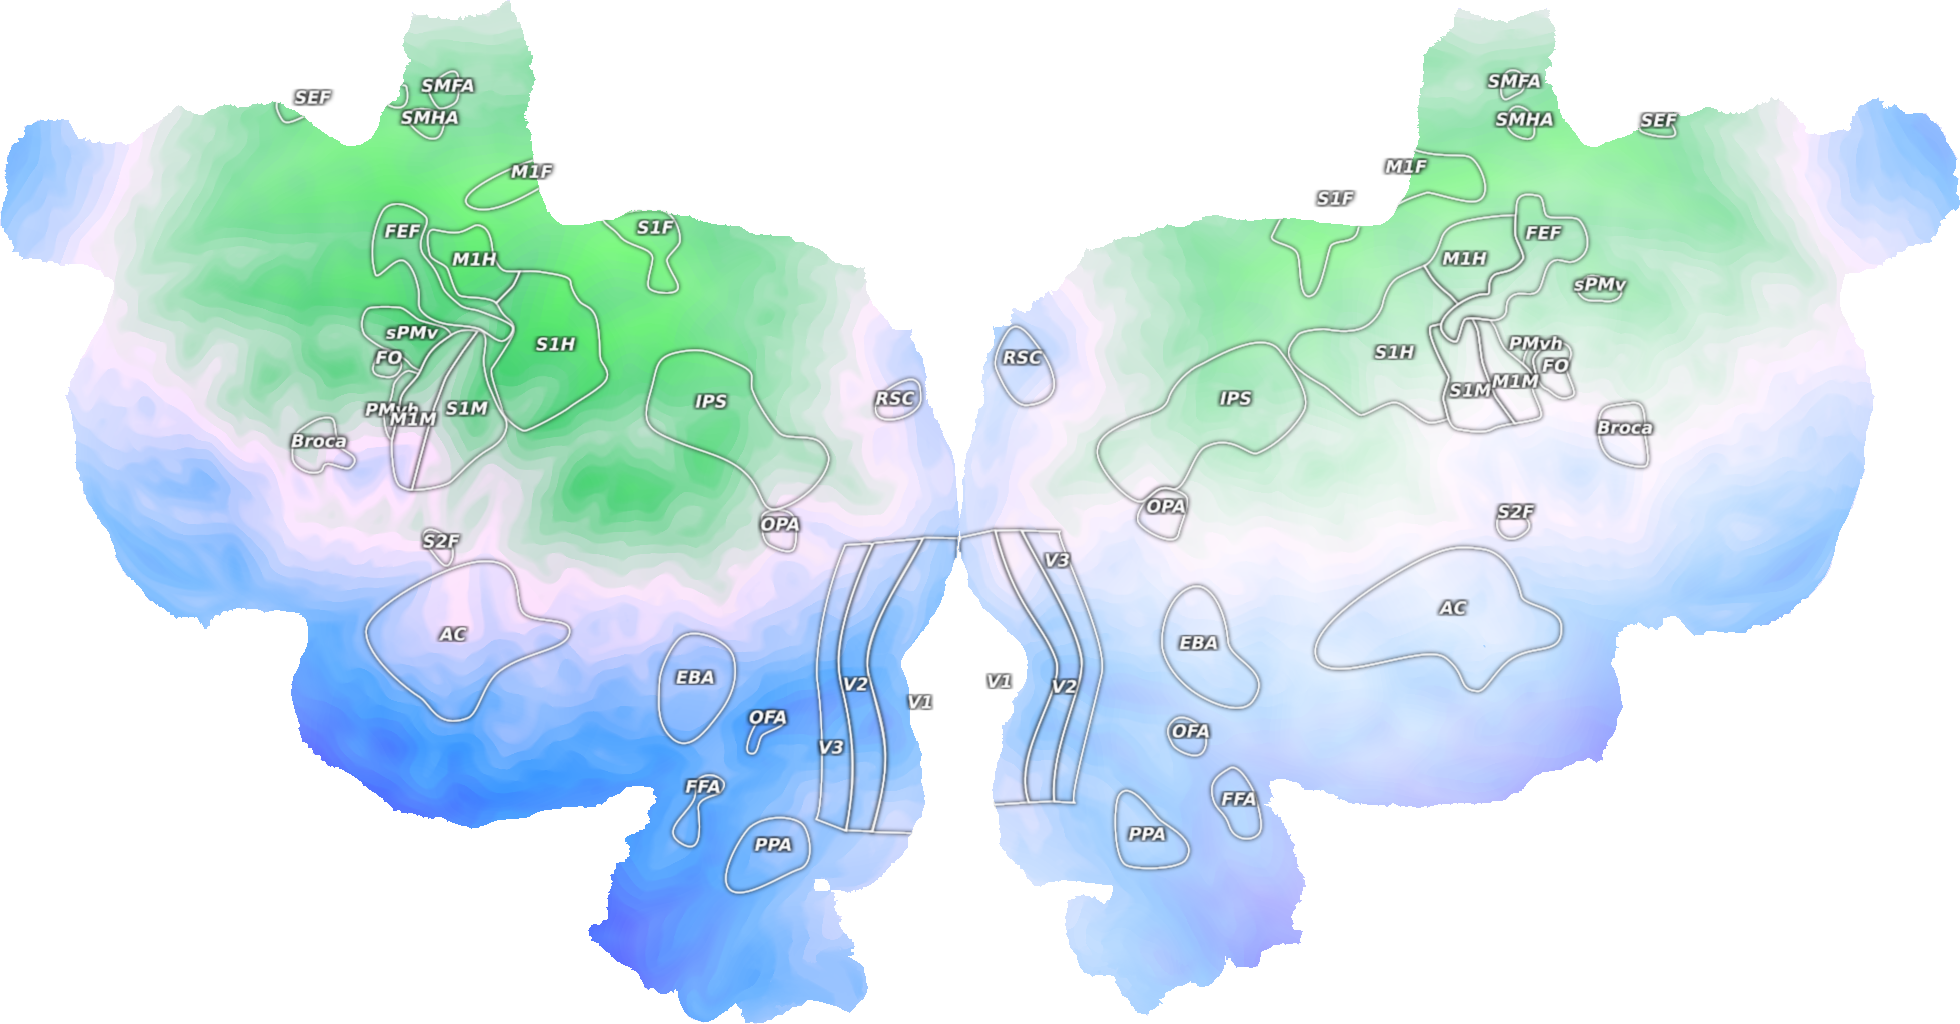 SEF
SMFA
SMHA
M1F
FEF
S1F
M1H
sPMv
S1H
FO
IPS
RSC
PMvh
M1M
S1M
Broca
OPA
S2F
AC
EBA
V2
V1
OFA
V3
FFA
PPA
SMFA
SMHA
SEF
M1F
S1F
FEF
M1H
sPMv
PMvh
S1H
RSC
FO
M1M
S1M
IPS
Broca
OPA
S2F
V3
AC
EBA
V1
V2
OFA
FFA
PPA